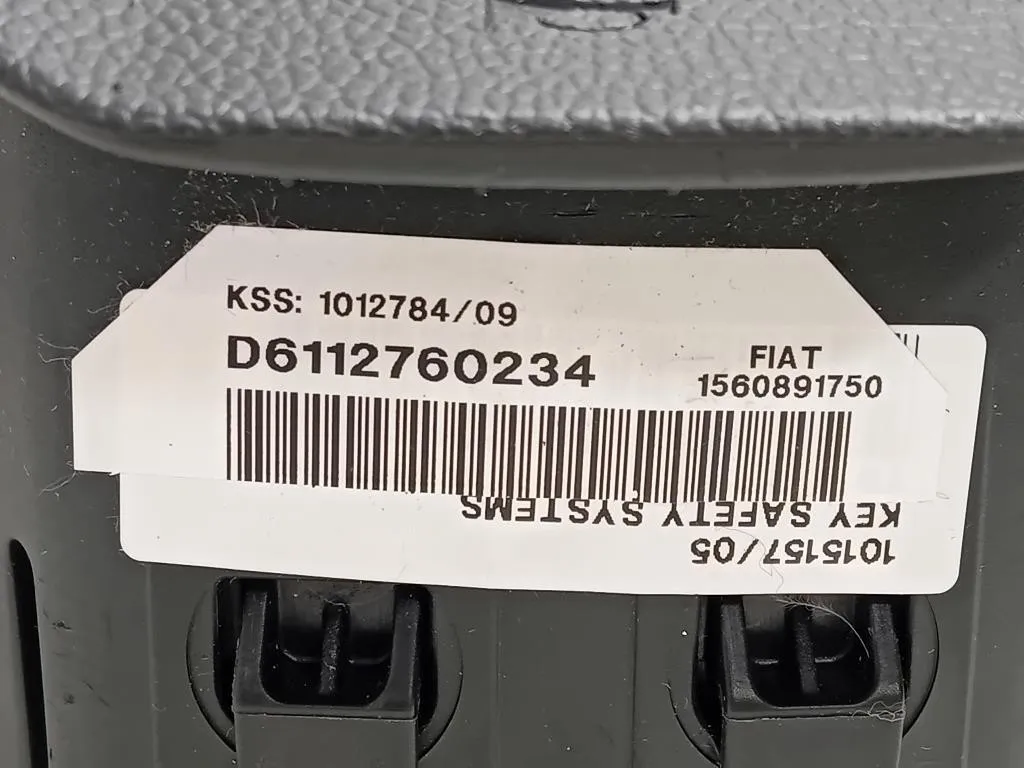 KSS: 1012784/09
D6112760234
FIAT
1560891750
KEY SAFETY SYSTEMS
1015157/05